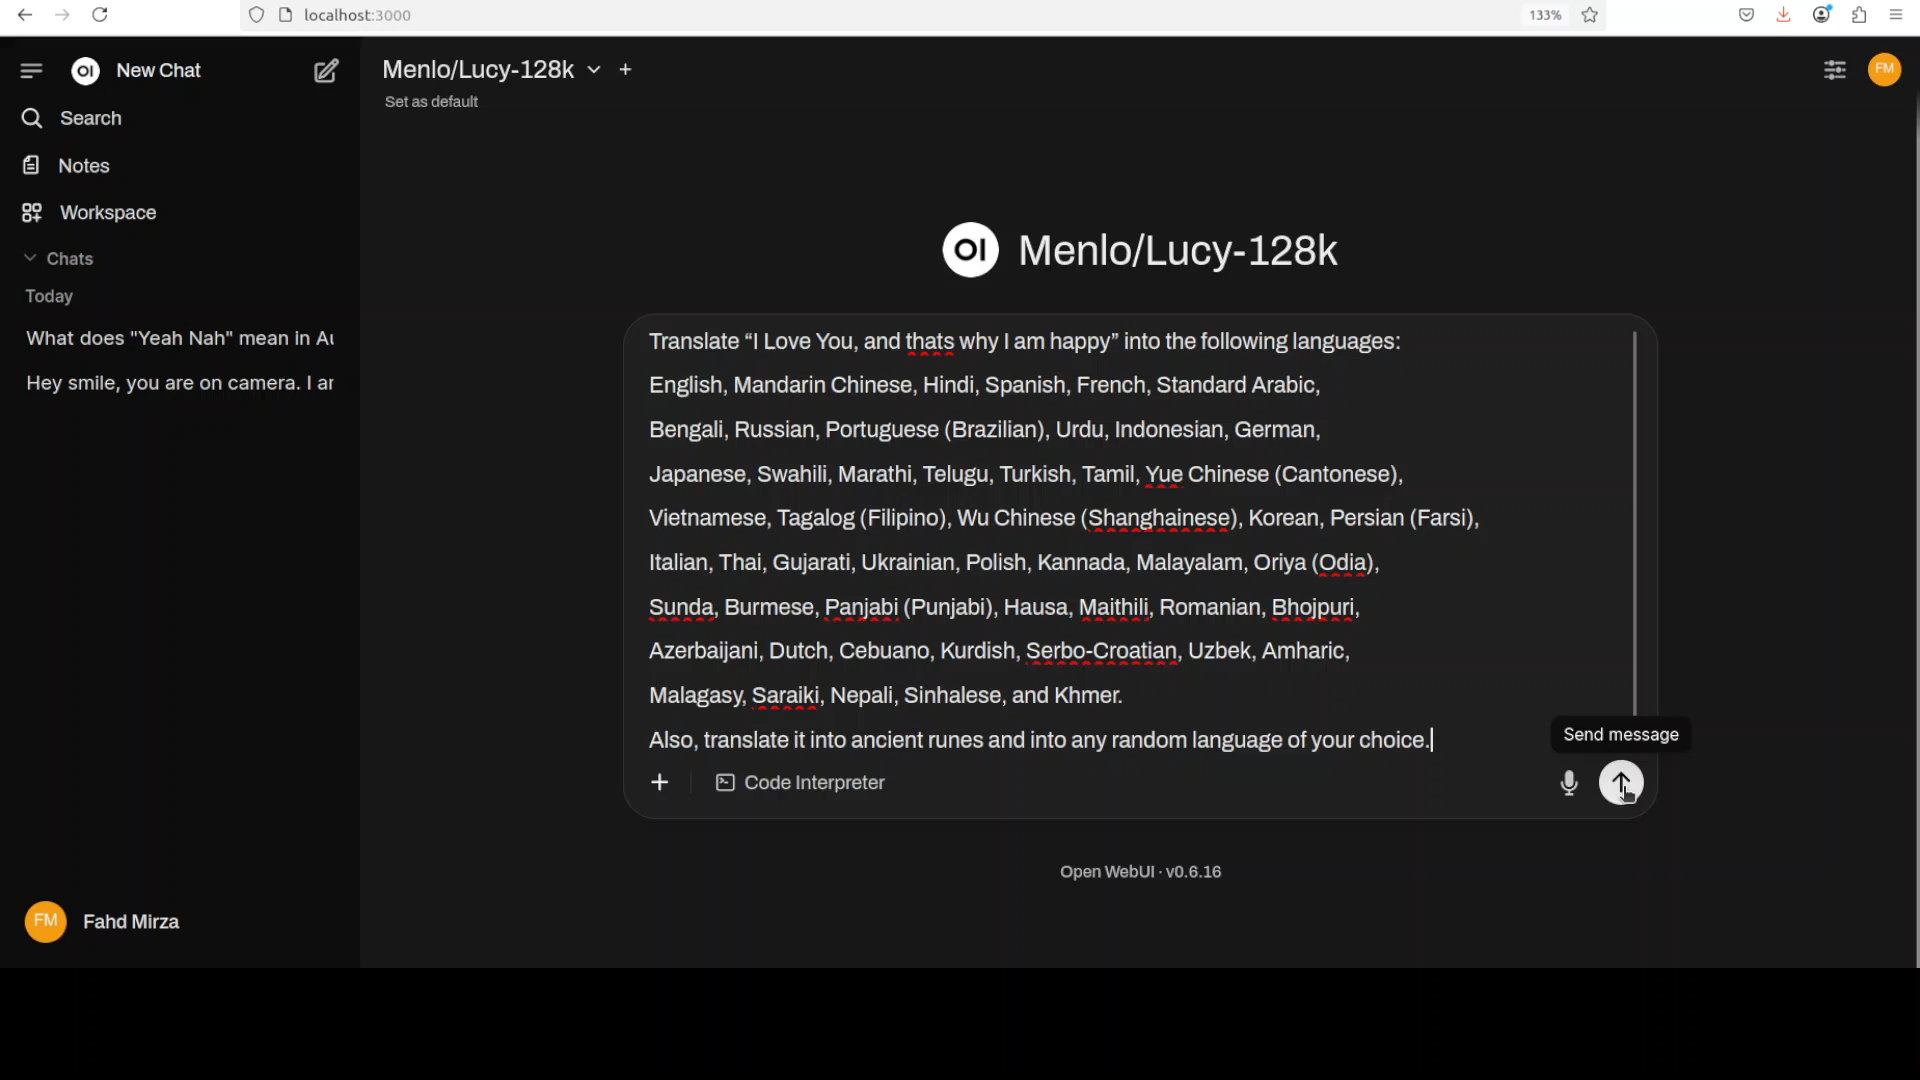 localhost:3000
133%
New Chat
Menlo/Lucy-128k
FM
Set as default
Search
Notes
Workspace
Chats
Today
What does "Yeah Nah" mean in Au
Hey smile, you are on camera. I ar
OI Menlo/Lucy-128k
Translate “I Love You, and thats why I am happy” into the following languages:
English, Mandarin Chinese, Hindi, Spanish, French, Standard Arabic,
Bengali, Russian, Portuguese (Brazilian), Urdu, Indonesian, German,
Japanese, Swahili, Marathi, Telugu, Turkish, Tamil, Yue Chinese (Cantonese),
Vietnamese, Tagalog (Filipino), Wu Chinese (Shanghainese), Korean, Persian (Farsi),
Italian, Thai, Gujarati, Ukrainian, Polish, Kannada, Malayalam, Oriya (Odia),
Sunda, Burmese, Panjabi (Punjabi), Hausa, Maithili, Romanian, Bhojpuri,
Azerbaijani, Dutch, Cebuano, Kurdish, Serbo-Croatian, Uzbek, Amharic,
Malagasy, Saraiki, Nepali, Sinhalese, and Khmer.
Also, translate it into ancient runes and into any random language of your choice.
Send message
Code Interpreter
Open WebUI · v0.6.16
FM Fahd Mirza